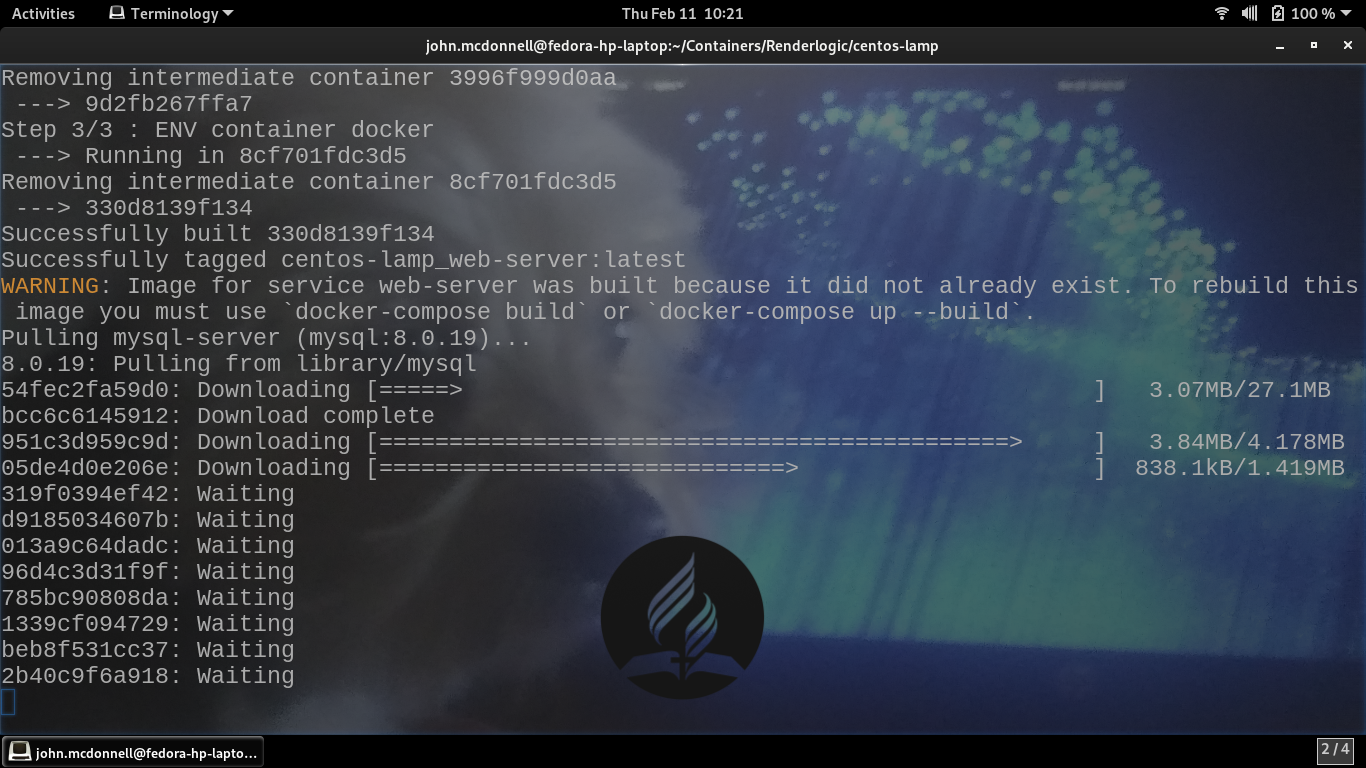 Activities Terminology Thu Feb 11 10:21 100 %
john.mcdonnell@fedora-hp-laptop:~/Containers/Renderlogic/centos-lamp
Removing intermediate container 3996f999d0aa
 ---> 9d2fb267ffa7
Step 3/3 : ENV container docker
 ---> Running in 8cf701fdc3d5
Removing intermediate container 8cf701fdc3d5
 ---> 330d8139f134
Successfully built 330d8139f134
Successfully tagged centos-lamp_web-server:latest
WARNING: Image for service web-server was built because it did not already exist. To rebuild this
 image you must use `docker-compose build` or `docker-compose up --build`.
Pulling mysql-server (mysql:8.0.19)...
8.0.19: Pulling from library/mysql
54fec2fa59d0: Downloading [=====>                                             ]   3.07MB/27.1MB
bcc6c6145912: Download complete
951c3d959c9d: Downloading [=============================================>     ]   3.84MB/4.178MB
05de4d0e206e: Downloading [=============================>                     ]  838.1kB/1.419MB
319f0394ef42: Waiting
d9185034607b: Waiting
013a9c64dadc: Waiting
96d4c3d31f9f: Waiting
785bc90808da: Waiting
1339cf094729: Waiting
beb8f531cc37: Waiting
2b40c9f6a918: Waiting
john.mcdonnell@fedora-hp-lapto… 2 / 4